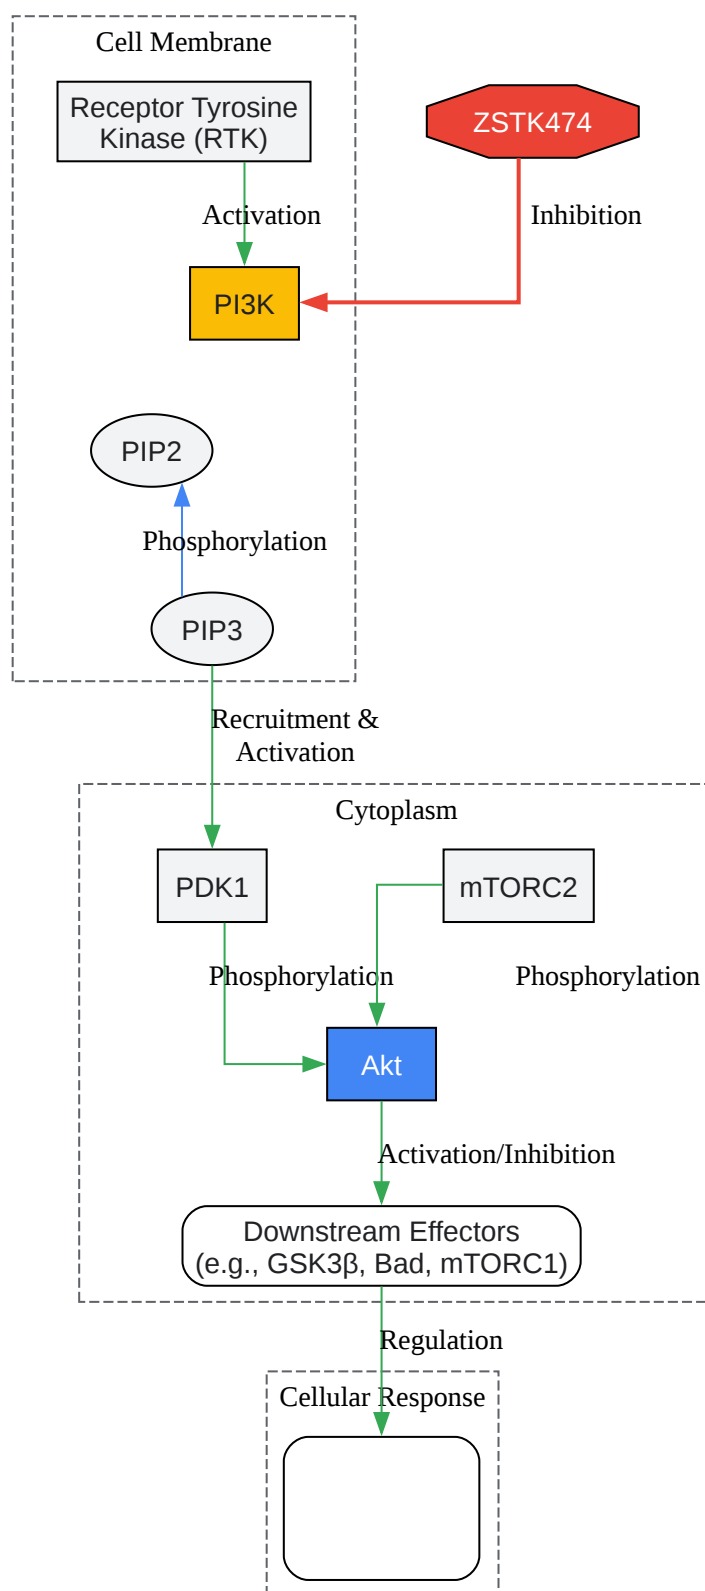 Cell Membrane
Receptor Tyrosine
Kinase (RTK)
ZSTK474
Activation
Inhibition
PI3K
PIP2
Phosphorylation
PIP3
Recruitment &
Activation
Cytoplasm
PDK1
mTORC2
Phosphorylation
Phosphorylation
Akt
Activation/Inhibition
Downstream Effectors
(e.g., GSK3β, Bad, mTORC1)
Regulation
Cellular Response